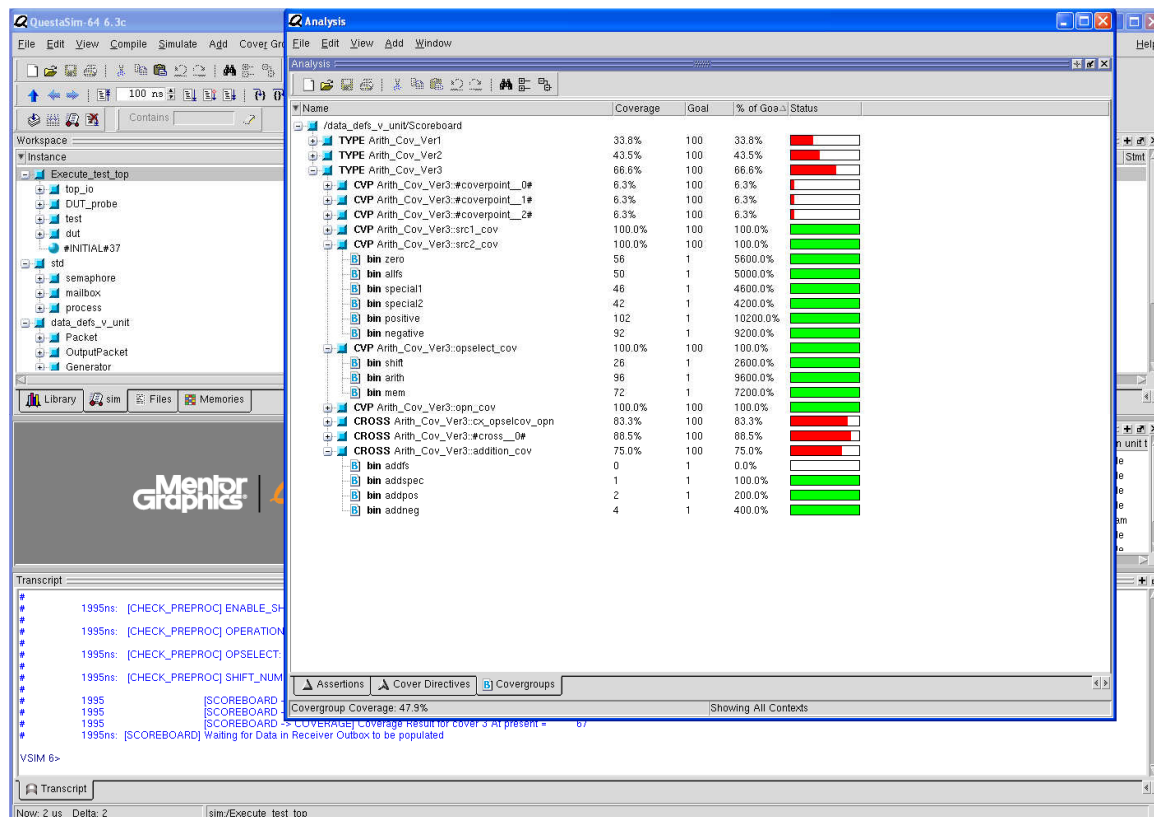 QuestaSim-64 6.3c
File Edit View Compile Simulate Add Cover Gr
Help
100 ns
Contains
Workspace
Instance
Stmt
Execute_test_top
top_io
DUT_probe
test
dut
#INITIAL#37
std
semaphore
mailbox
process
data_defs_v_unit
Packet
OutputPacket
Generator
Library sim Files Memories
Mentor
Graphics
n unit t
Analysis
File Edit View Add Window
Analysis
Name Coverage Goal % of Goa Status
/data_defs_v_unit/Scoreboard
TYPE Arith_Cov_Ver1 33.8% 100 33.8%
TYPE Arith_Cov_Ver2 43.5% 100 43.5%
TYPE Arith_Cov_Ver3 66.6% 100 66.6%
CVP Arith_Cov_Ver3::#coverpoint__0# 6.3% 100 6.3%
CVP Arith_Cov_Ver3::#coverpoint__1# 6.3% 100 6.3%
CVP Arith_Cov_Ver3::#coverpoint__2# 6.3% 100 6.3%
CVP Arith_Cov_Ver3::src1_cov 100.0% 100 100.0%
CVP Arith_Cov_Ver3::src2_cov 100.0% 100 100.0%
bin zero 56 1 5600.0%
bin allfs 50 1 5000.0%
bin special1 46 1 4600.0%
bin special2 42 1 4200.0%
bin positive 102 1 10200.0%
bin negative 92 1 9200.0%
CVP Arith_Cov_Ver3::opselect_cov 100.0% 100 100.0%
bin shift 26 1 2600.0%
bin arith 96 1 9600.0%
bin mem 72 1 7200.0%
CVP Arith_Cov_Ver3::opn_cov 100.0% 100 100.0%
CROSS Arith_Cov_Ver3::cx_opselcov_opn 83.3% 100 83.3%
CROSS Arith_Cov_Ver3::#cross__0# 88.5% 100 88.5%
CROSS Arith_Cov_Ver3::addition_cov 75.0% 100 75.0%
bin addfs 0 1 0.0%
bin addspec 1 1 100.0%
bin addpos 2 1 200.0%
bin addneg 4 1 400.0%
Assertions Cover Directives Covergroups
Covergroup Coverage: 47.9% Showing All Contexts
Transcript
#
# 1995ns: [CHECK_PREPROC] ENABLE_SH
#
# 1995ns: [CHECK_PREPROC] OPERATION
#
# 1995ns: [CHECK_PREPROC] OPSELECT:
#
# 1995ns: [CHECK_PREPROC] SHIFT_NUM
#
# 1995 [SCOREBOARD -
# 1995 [SCOREBOARD -
# 1995 [SCOREBOARD -> COVERAGE] Coverage Result for cover 3 At present = 67
# 1995ns: [SCOREBOARD] Waiting for Data in Receiver Outbox to be populated
VSIM 6>
Transcript
Now: 2 us Delta: 2 sim:/Execute_test_top